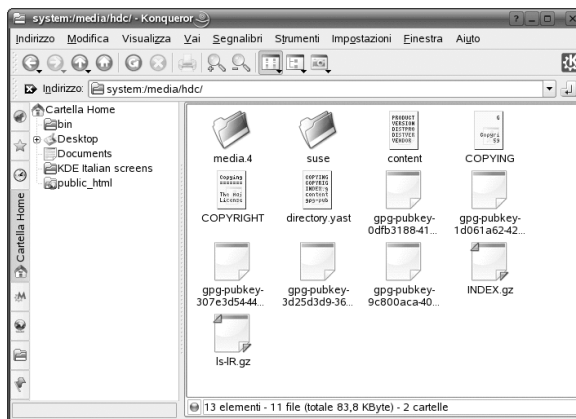 system:/media/hdc/ - Konqueror
Indirizzo Modifica Visualizza Vai Segnalibri Strumenti Impostazioni Finestra Aiuto
Indirizzo: system:/media/hdc/
Cartella Home
bin
Desktop
Documents
KDE Italian screens
public_html
Cartella Home
media.4 suse content COPYING
COPYRIGHT directory.yast gpg-pubkey-0dfb3188-41... gpg-pubkey-1d061a62-42...
gpg-pubkey-307e3d54-44... gpg-pubkey-3d25d3d9-36... gpg-pubkey-9c800aca-40... INDEX.gz
ls-lR.gz
13 elementi - 11 file (totale 83,8 KByte) - 2 cartelle